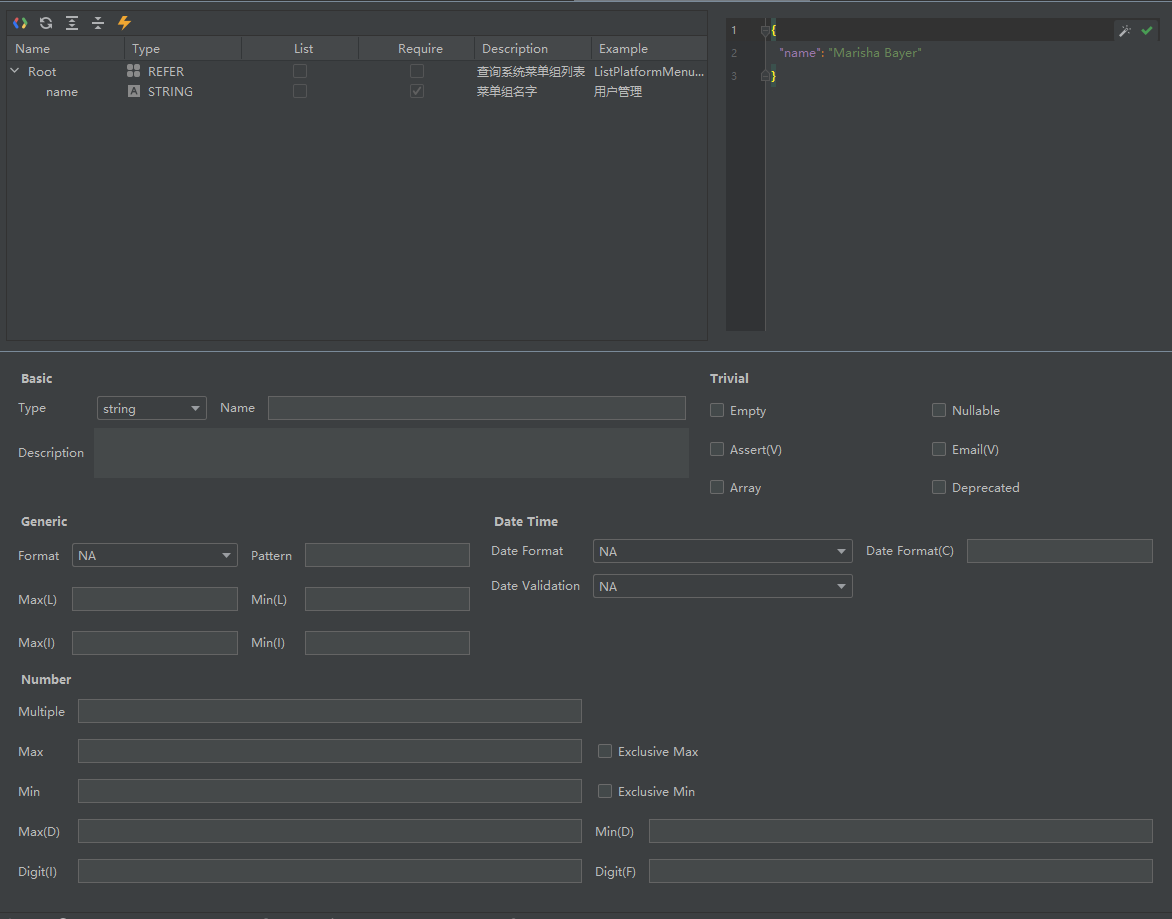 Name Type List Require Description Example
Root REFER 查询系统菜单组列表 ListPlatformMenu...
name A STRING 菜单组名字 用户管理
1 {
2 "name": "Marisha Bayer"
3 }
Basic
Type string Name
Description
Trivial
Empty Nullable
Assert(V) Email(V)
Array Deprecated
Generic
Format NA Pattern
Max(L) Min(L)
Max(I) Min(I)
Date Time
Date Format NA Date Format(C)
Date Validation NA
Number
Multiple
Max Exclusive Max
Min Exclusive Min
Max(D) Min(D)
Digit(I) Digit(F)